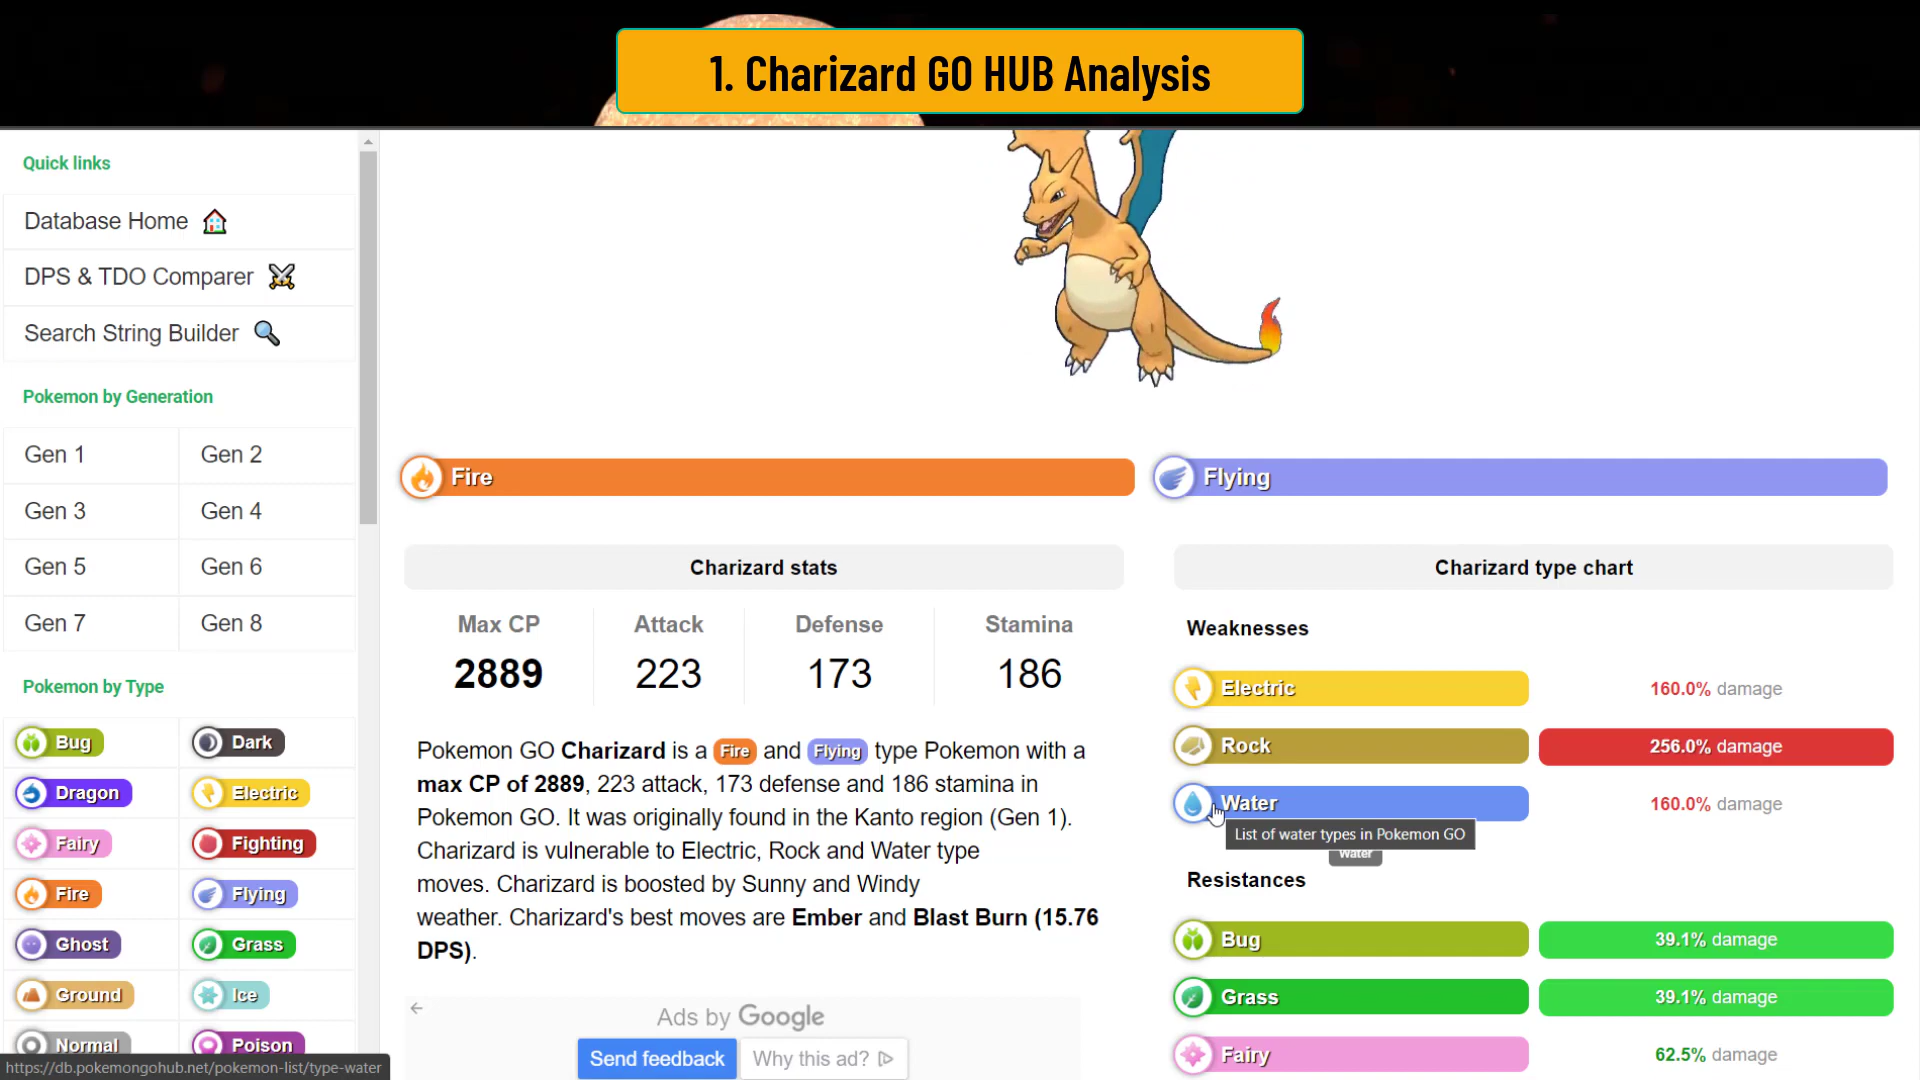 1. Charizard GO HUB Analysis
Quick links
Database Home
DPS & TDO Comparer
Search String Builder
Pokemon by Generation
Gen 1 Gen 2
Gen 3 Gen 4
Gen 5 Gen 6
Gen 7 Gen 8
Pokemon by Type
Bug Dark
Dragon Electric
Fairy Fighting
Fire Flying
Ghost Grass
Ground Ice
Normal Poison
https://db.pokemongohub.net/pokemon-list/type-water
Fire Flying
Charizard stats
Max CP Attack Defense Stamina
2889 223 173 186
Pokemon GO Charizard is a Fire and Flying type Pokemon with a
max CP of 2889, 223 attack, 173 defense and 186 stamina in
Pokemon GO. It was originally found in the Kanto region (Gen 1).
Charizard is vulnerable to Electric, Rock and Water type
moves. Charizard is boosted by Sunny and Windy
weather. Charizard's best moves are Ember and Blast Burn (15.76
DPS).
Ads by Google
Send feedback Why this ad?
Charizard type chart
Weaknesses
Electric 160.0% damage
Rock 256.0% damage
Water 160.0% damage
List of water types in Pokemon GO
Water
Resistances
Bug 39.1% damage
Grass 39.1% damage
Fairy 62.5% damage